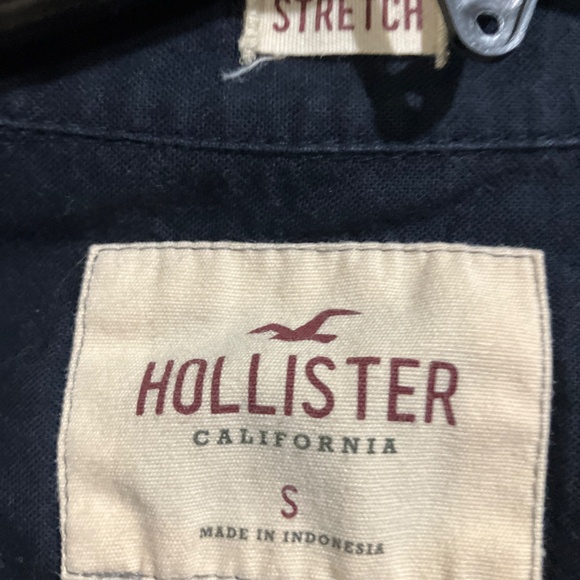 STRETCH
HOLLISTER
CALIFORNIA
S
MADE IN INDONESIA